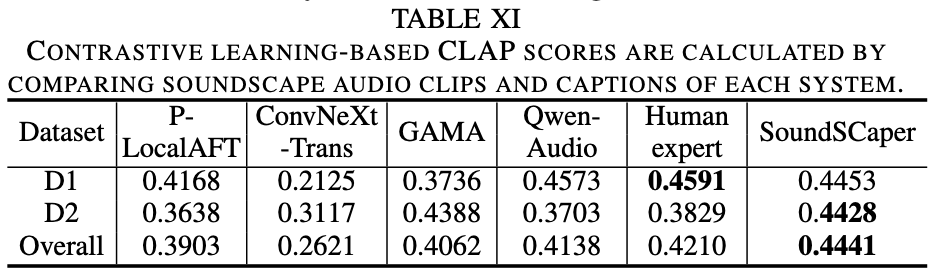 TABLE XI
CONTRASTIVE LEARNING-BASED CLAP SCORES ARE CALCULATED BY
COMPARING SOUNDSCAPE AUDIO CLIPS AND CAPTIONS OF EACH SYSTEM.
Dataset P-LocalAFT ConvNeXt-Trans GAMA Qwen-Audio Human expert SoundSCaper
D1 0.4168 0.2125 0.3736 0.4573 0.4591 0.4453
D2 0.3638 0.3117 0.4388 0.3703 0.3829 0.4428
Overall 0.3903 0.2621 0.4062 0.4138 0.4210 0.4441